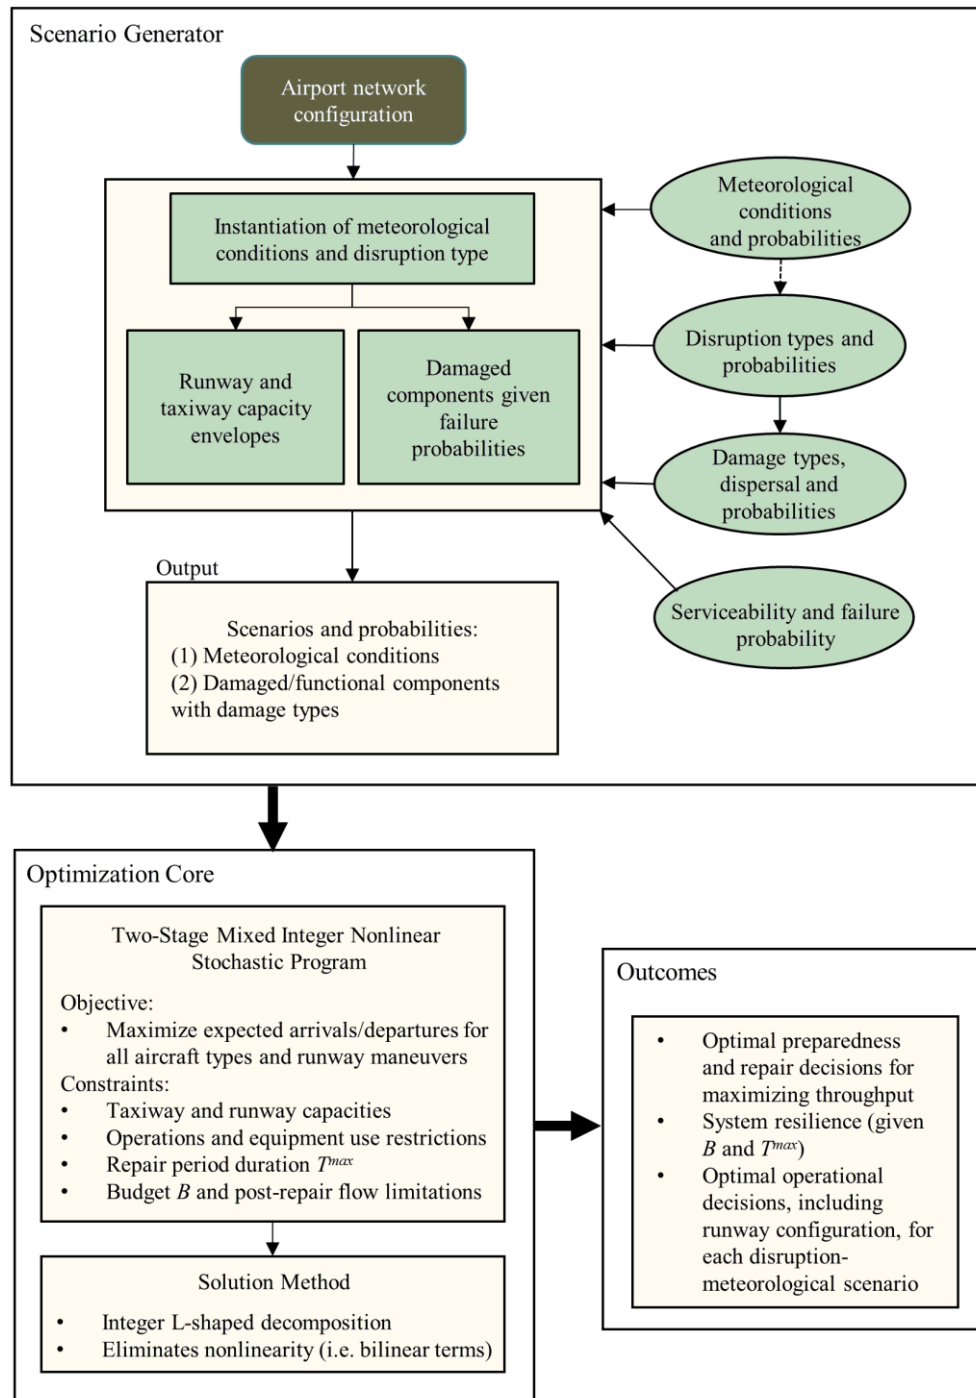 Scenario Generator
Airport network
configuration
Instantiation of meteorological
conditions and disruption type
Runway and
taxiway capacity
envelopes
Damaged
components given
failure
probabilities
Meteorological
conditions
and probabilities
Disruption types and
probabilities
Damage types,
dispersal and
probabilities
Serviceability and failure
probability
Output
Scenarios and probabilities:
(1) Meteorological conditions
(2) Damaged/functional components
with damage types
Optimization Core
Two-Stage Mixed Integer Nonlinear
Stochastic Program
Objective:
• Maximize expected arrivals/departures for
all aircraft types and runway maneuvers
Constraints:
• Taxiway and runway capacities
• Operations and equipment use restrictions
• Repair period duration T^max
• Budget B and post-repair flow limitations
Solution Method
• Integer L-shaped decomposition
• Eliminates nonlinearity (i.e. bilinear terms)
Outcomes
• Optimal preparedness
and repair decisions for
maximizing throughput
• System resilience (given
B and T^max)
• Optimal operational
decisions, including
runway configuration, for
each disruption-
meteorological scenario